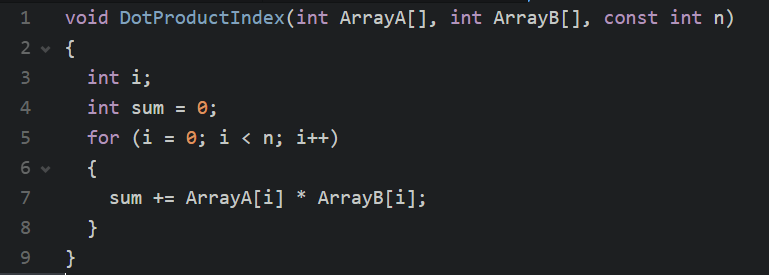 1 void DotProductIndex(int ArrayA[], int ArrayB[], const int n)
2 {
3   int i;
4   int sum = 0;
5   for (i = 0; i < n; i++)
6   {
7     sum += ArrayA[i] * ArrayB[i];
8   }
9 }